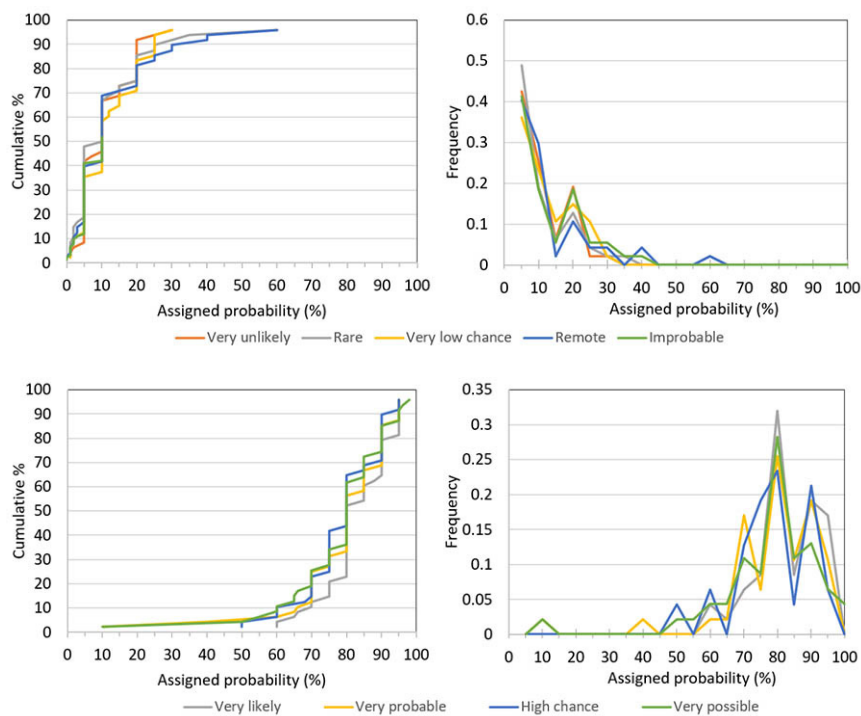 100
90
80
70
60
50
40
30
20
10
0
Cumulative %
0 10 20 30 40 50 60 70 80 90 100
Assigned probability (%)
0.6
0.5
0.4
0.3
0.2
0.1
0
Frequency
0 10 20 30 40 50 60 70 80 90 100
Assigned probability (%)
Very unlikely Rare Very low chance Remote Improbable
100
90
80
70
60
50
40
30
20
10
0
Cumulative %
0 10 20 30 40 50 60 70 80 90 100
Assigned probability (%)
0.35
0.3
0.25
0.2
0.15
0.1
0.05
0
Frequency
0 10 20 30 40 50 60 70 80 90 100
Assigned probability (%)
Very likely Very probable High chance Very possible